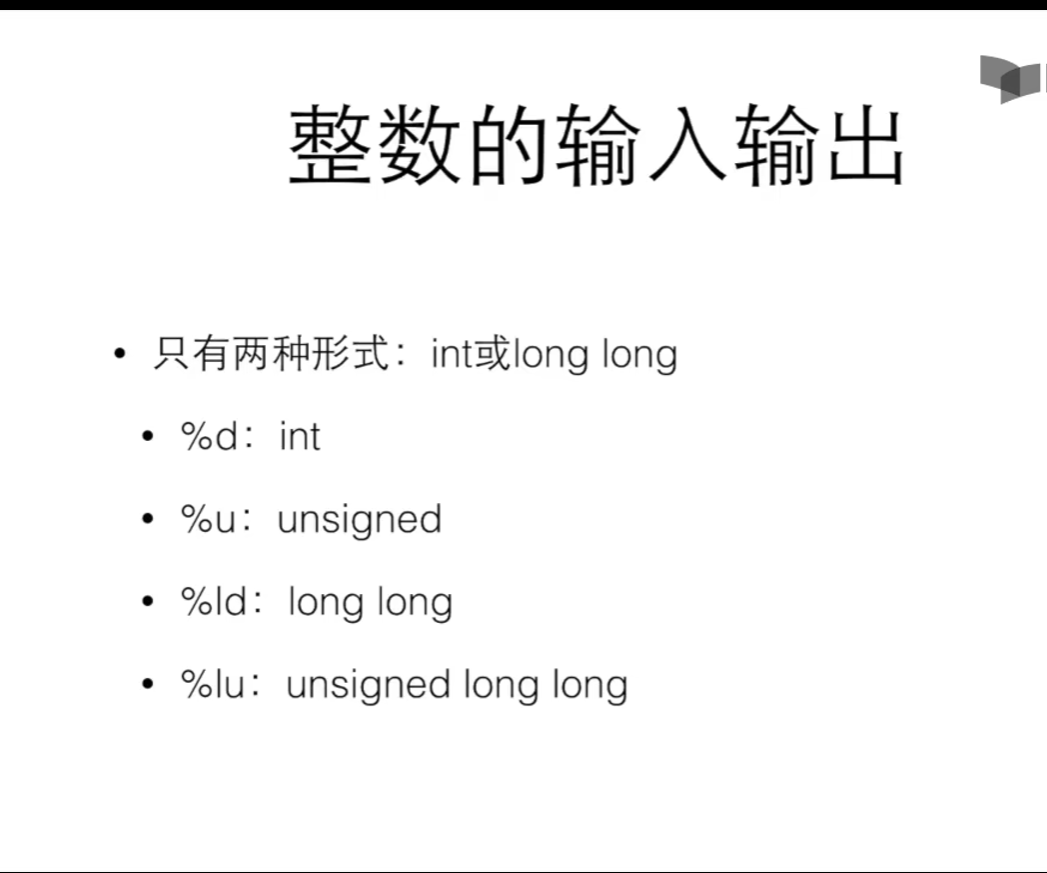 整数的输入输出
• 只有两种形式：int或long long
• %d：int
• %u：unsigned
• %ld：long long
• %lu：unsigned long long